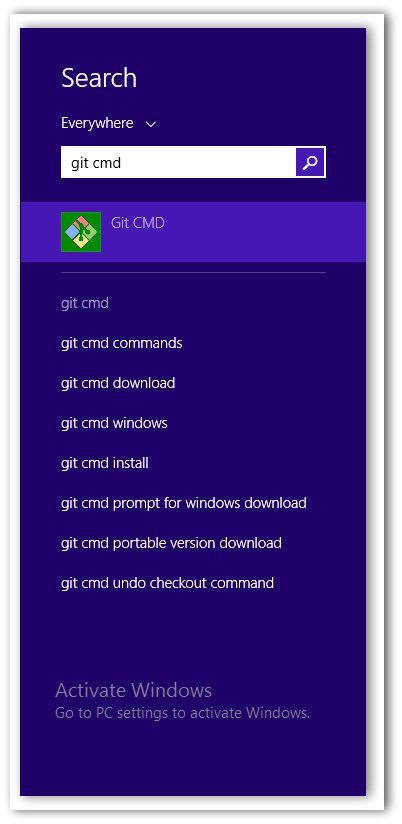 Search
Everywhere
git cmd
Git CMD
git cmd
git cmd commands
git cmd download
git cmd windows
git cmd install
git cmd prompt for windows download
git cmd portable version download
git cmd undo checkout command
Activate Windows
Go to PC settings to activate Windows.